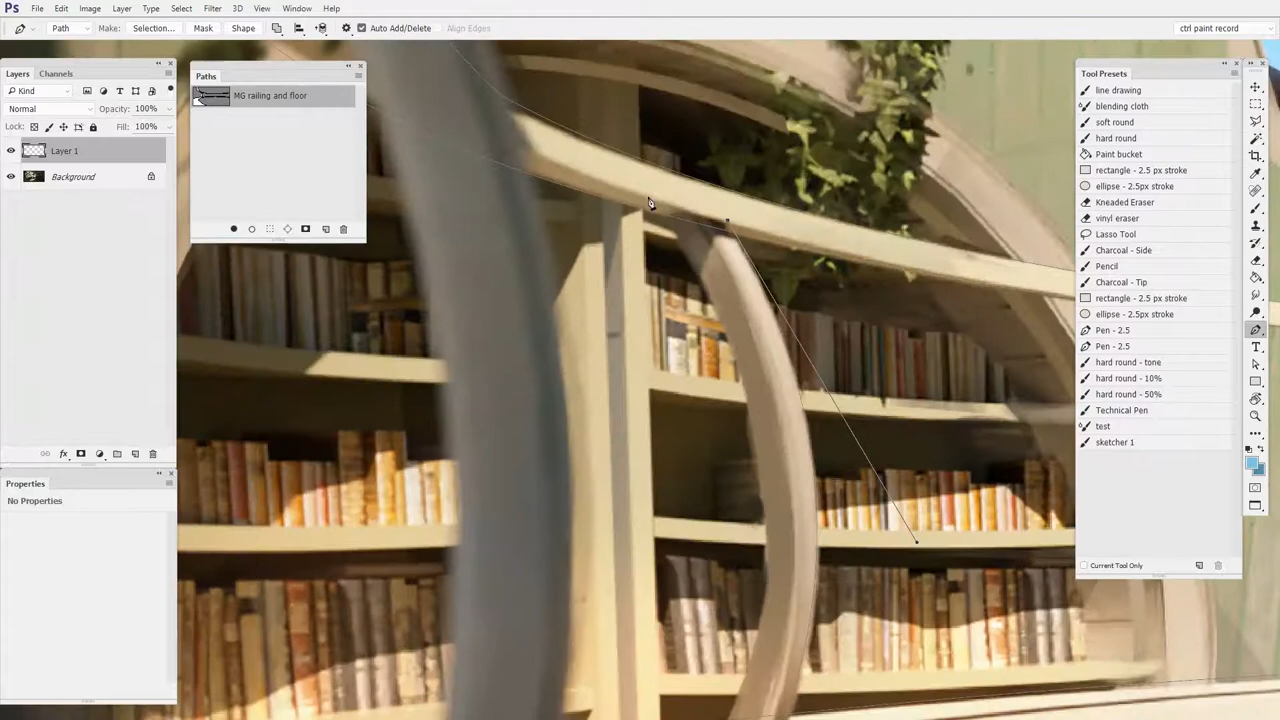 Ps File Edit Image Layer Type Select Filter 3D View Window Help
Path Make: Selection... Mask Shape Auto Add/Delete Align Edges ctrl paint record
Layers Channels
Kind
Normal Opacity: 100%
Lock: Fill: 100%
Layer 1
Background
Properties
No Properties
Paths
MG railing and floor
Tool Presets
line drawing
blending cloth
soft round
hard round
Paint bucket
rectangle - 2.5 px stroke
ellipse - 2.5px stroke
Kneaded Eraser
vinyl eraser
Lasso Tool
Charcoal - Side
Pencil
Charcoal - Tip
rectangle - 2.5 px stroke
ellipse - 2.5px stroke
Pen - 2.5
Pen - 2.5
hard round - tone
hard round - 10%
hard round - 50%
Technical Pen
test
sketcher 1
Current Tool Only